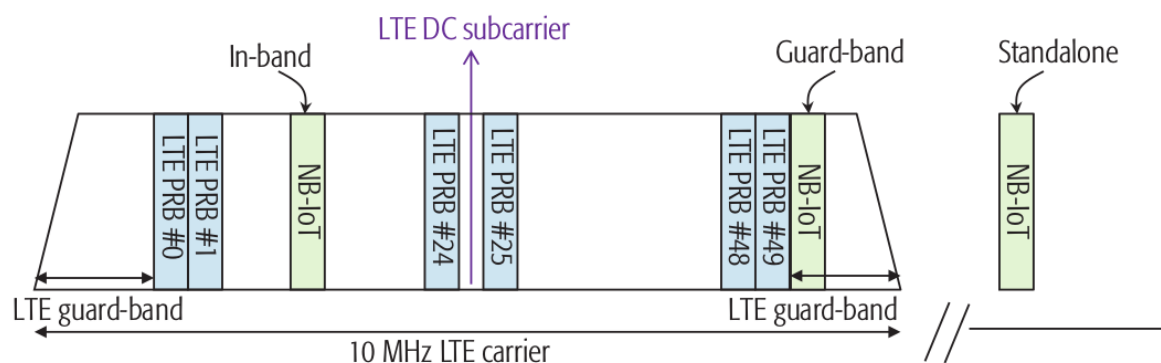 LTE DC subcarrier
In-band
Guard-band
Standalone
LTE PRB #0
LTE PRB #1
NB-IoT
LTE PRB #24
LTE PRB #25
LTE PRB #48
LTE PRB #49
NB-IoT
NB-IoT
LTE guard-band
LTE guard-band
10 MHz LTE carrier